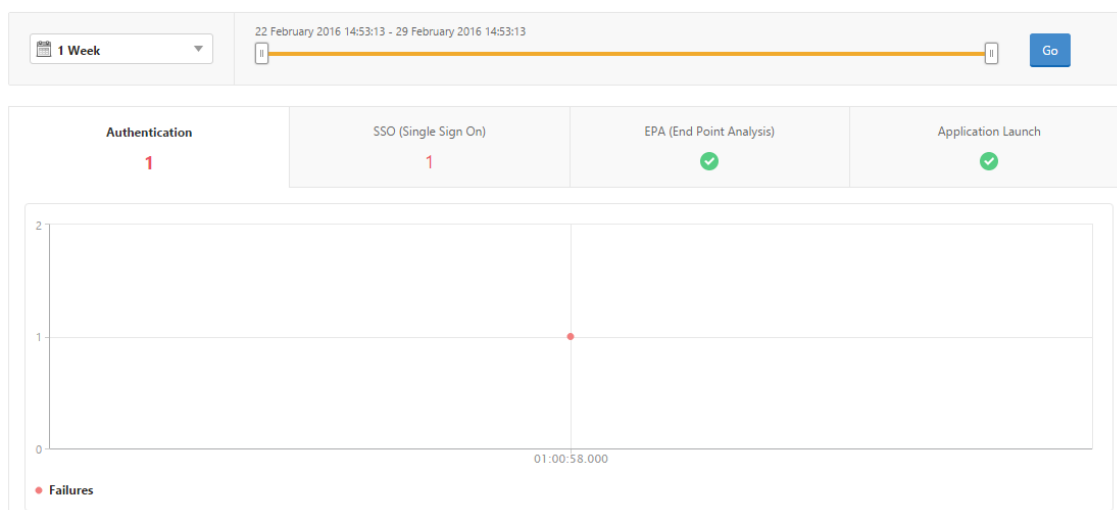 1 Week
22 February 2016 14:53:13 - 29 February 2016 14:53:13
Go
Authentication
1
SSO (Single Sign On)
1
EPA (End Point Analysis)
Application Launch
2
1
0
01:00:58.000
Failures